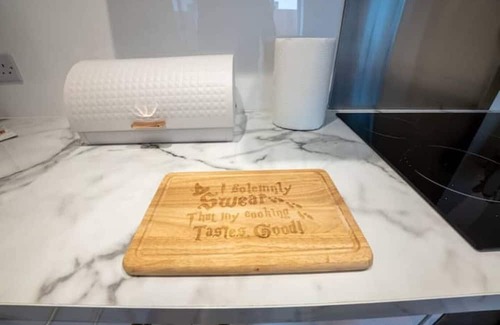 I Solemnly
Swear
That my cooking
Tastes Good!